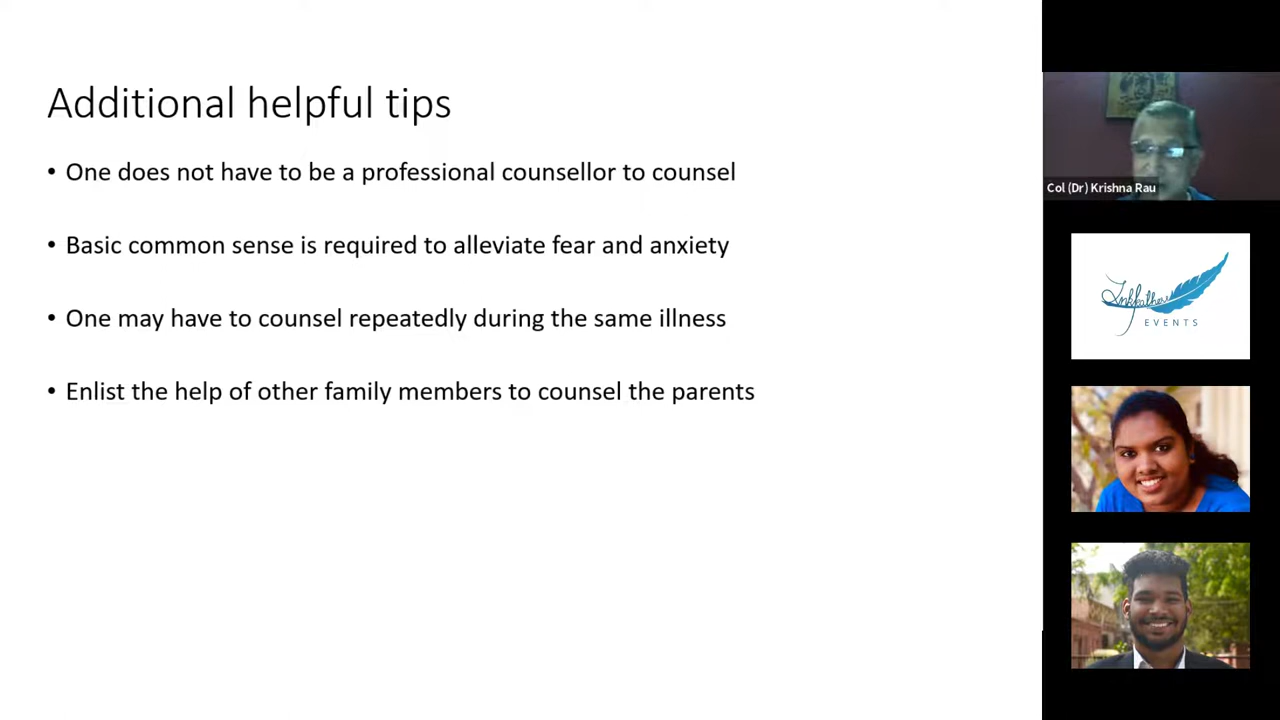 Additional helpful tips
• One does not have to be a professional counsellor to counsel
• Basic common sense is required to alleviate fear and anxiety
• One may have to counsel repeatedly during the same illness
• Enlist the help of other family members to counsel the parents
Col (Dr) Krishna Rau
Inkfeathers
EVENTS